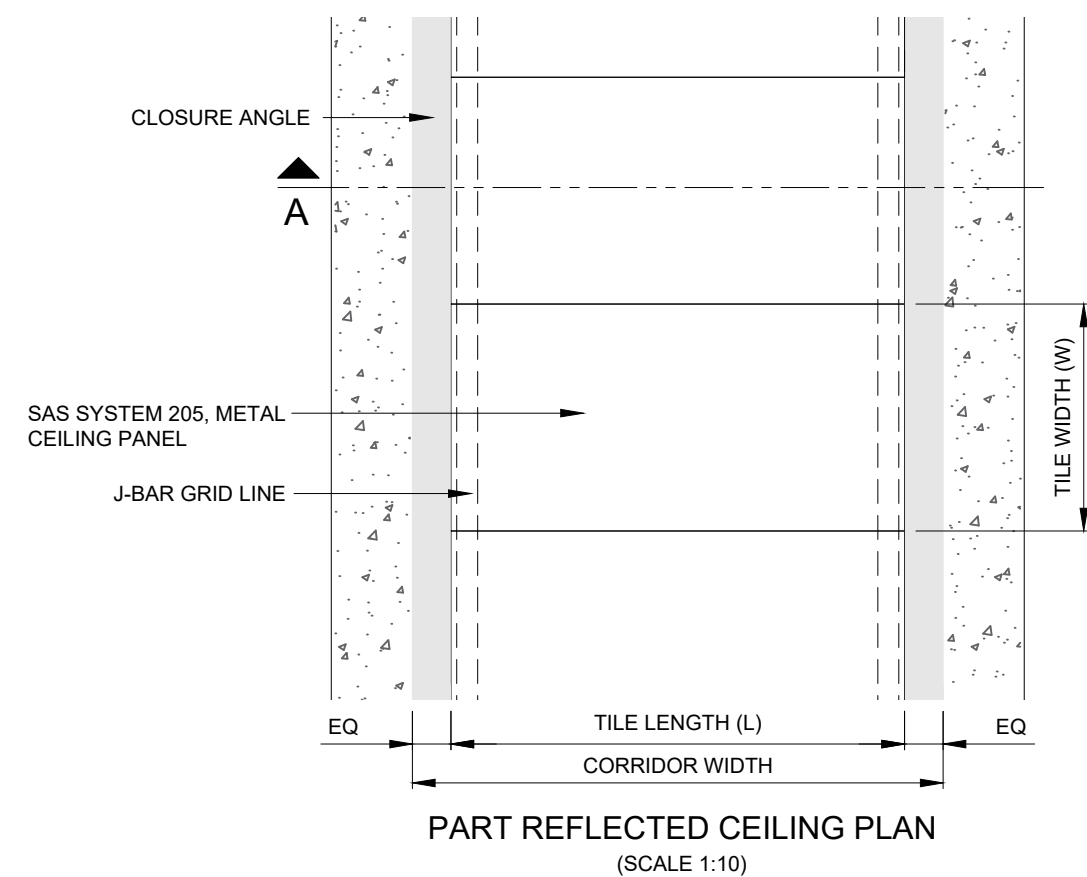 CLOSURE ANGLE
A
SAS SYSTEM 205, METAL
CEILING PANEL
J-BAR GRID LINE
TILE WIDTH (W)
EQ
TILE LENGTH (L)
EQ
CORRIDOR WIDTH
PART REFLECTED CEILING PLAN
(SCALE 1:10)